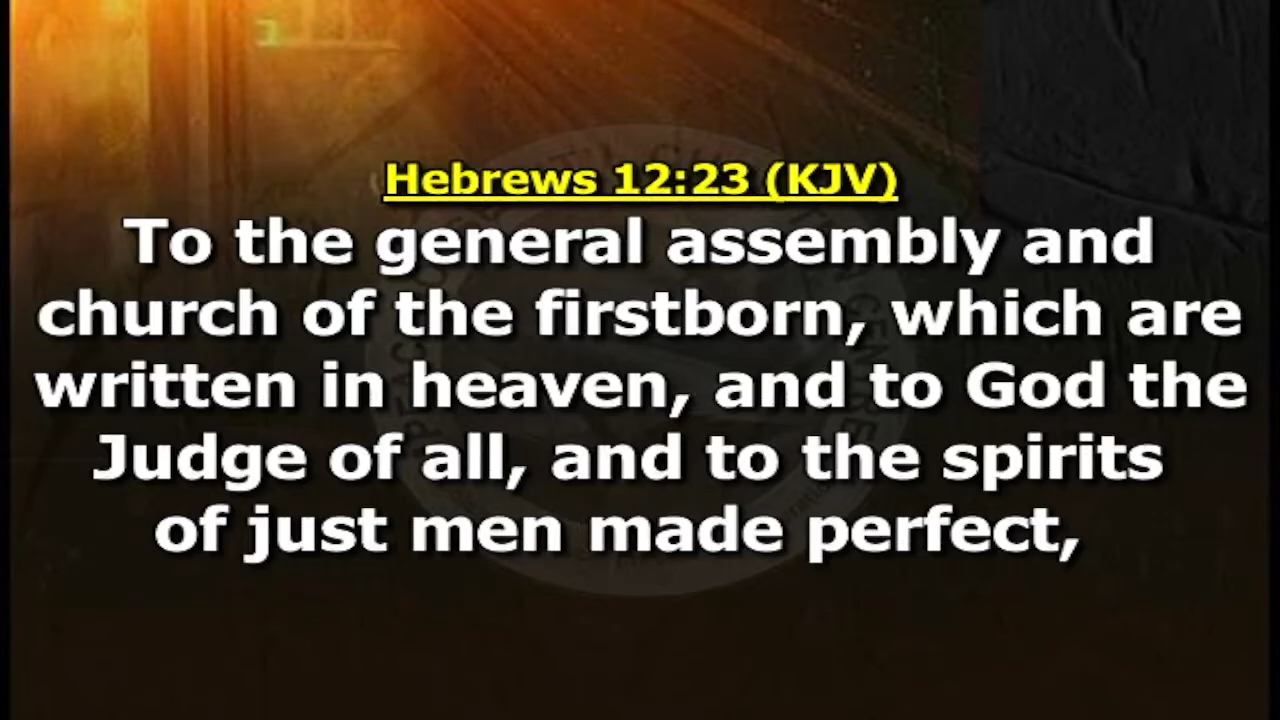 Hebrews 12:23 (KJV)
To the general assembly and
church of the firstborn, which are
written in heaven, and to God the
Judge of all, and to the spirits
of just men made perfect,